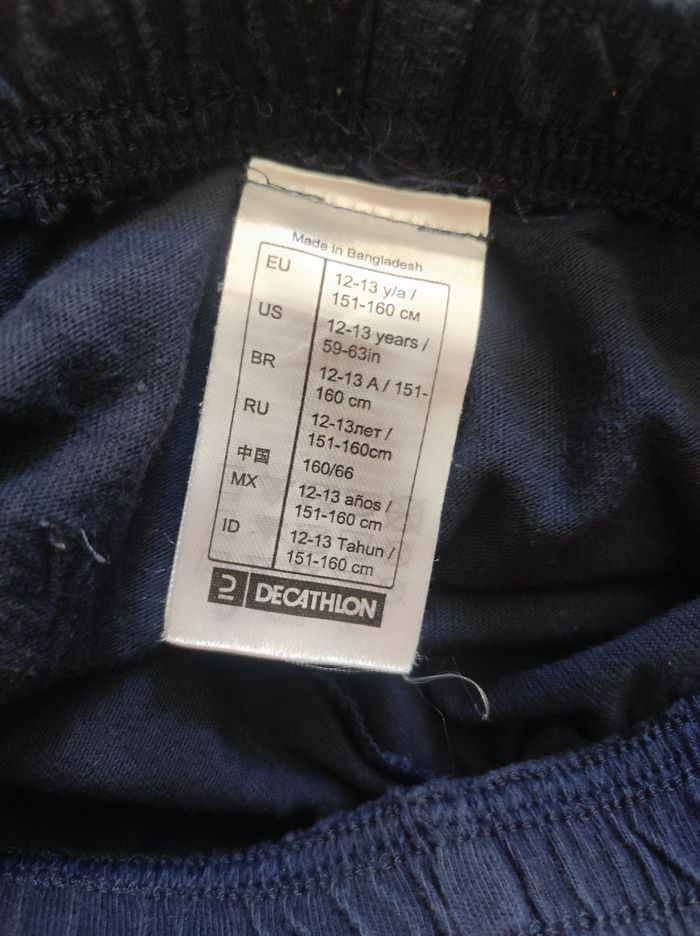 Made in Bangladesh
EU 12-13 y/a /
151-160 см
US 12-13 years /
59-63in
BR 12-13 A / 151-
160 cm
RU 12-13лет /
151-160cm
中国 160/66
MX 12-13 años /
151-160 cm
ID 12-13 Tahun /
151-160 cm
DECATHLON